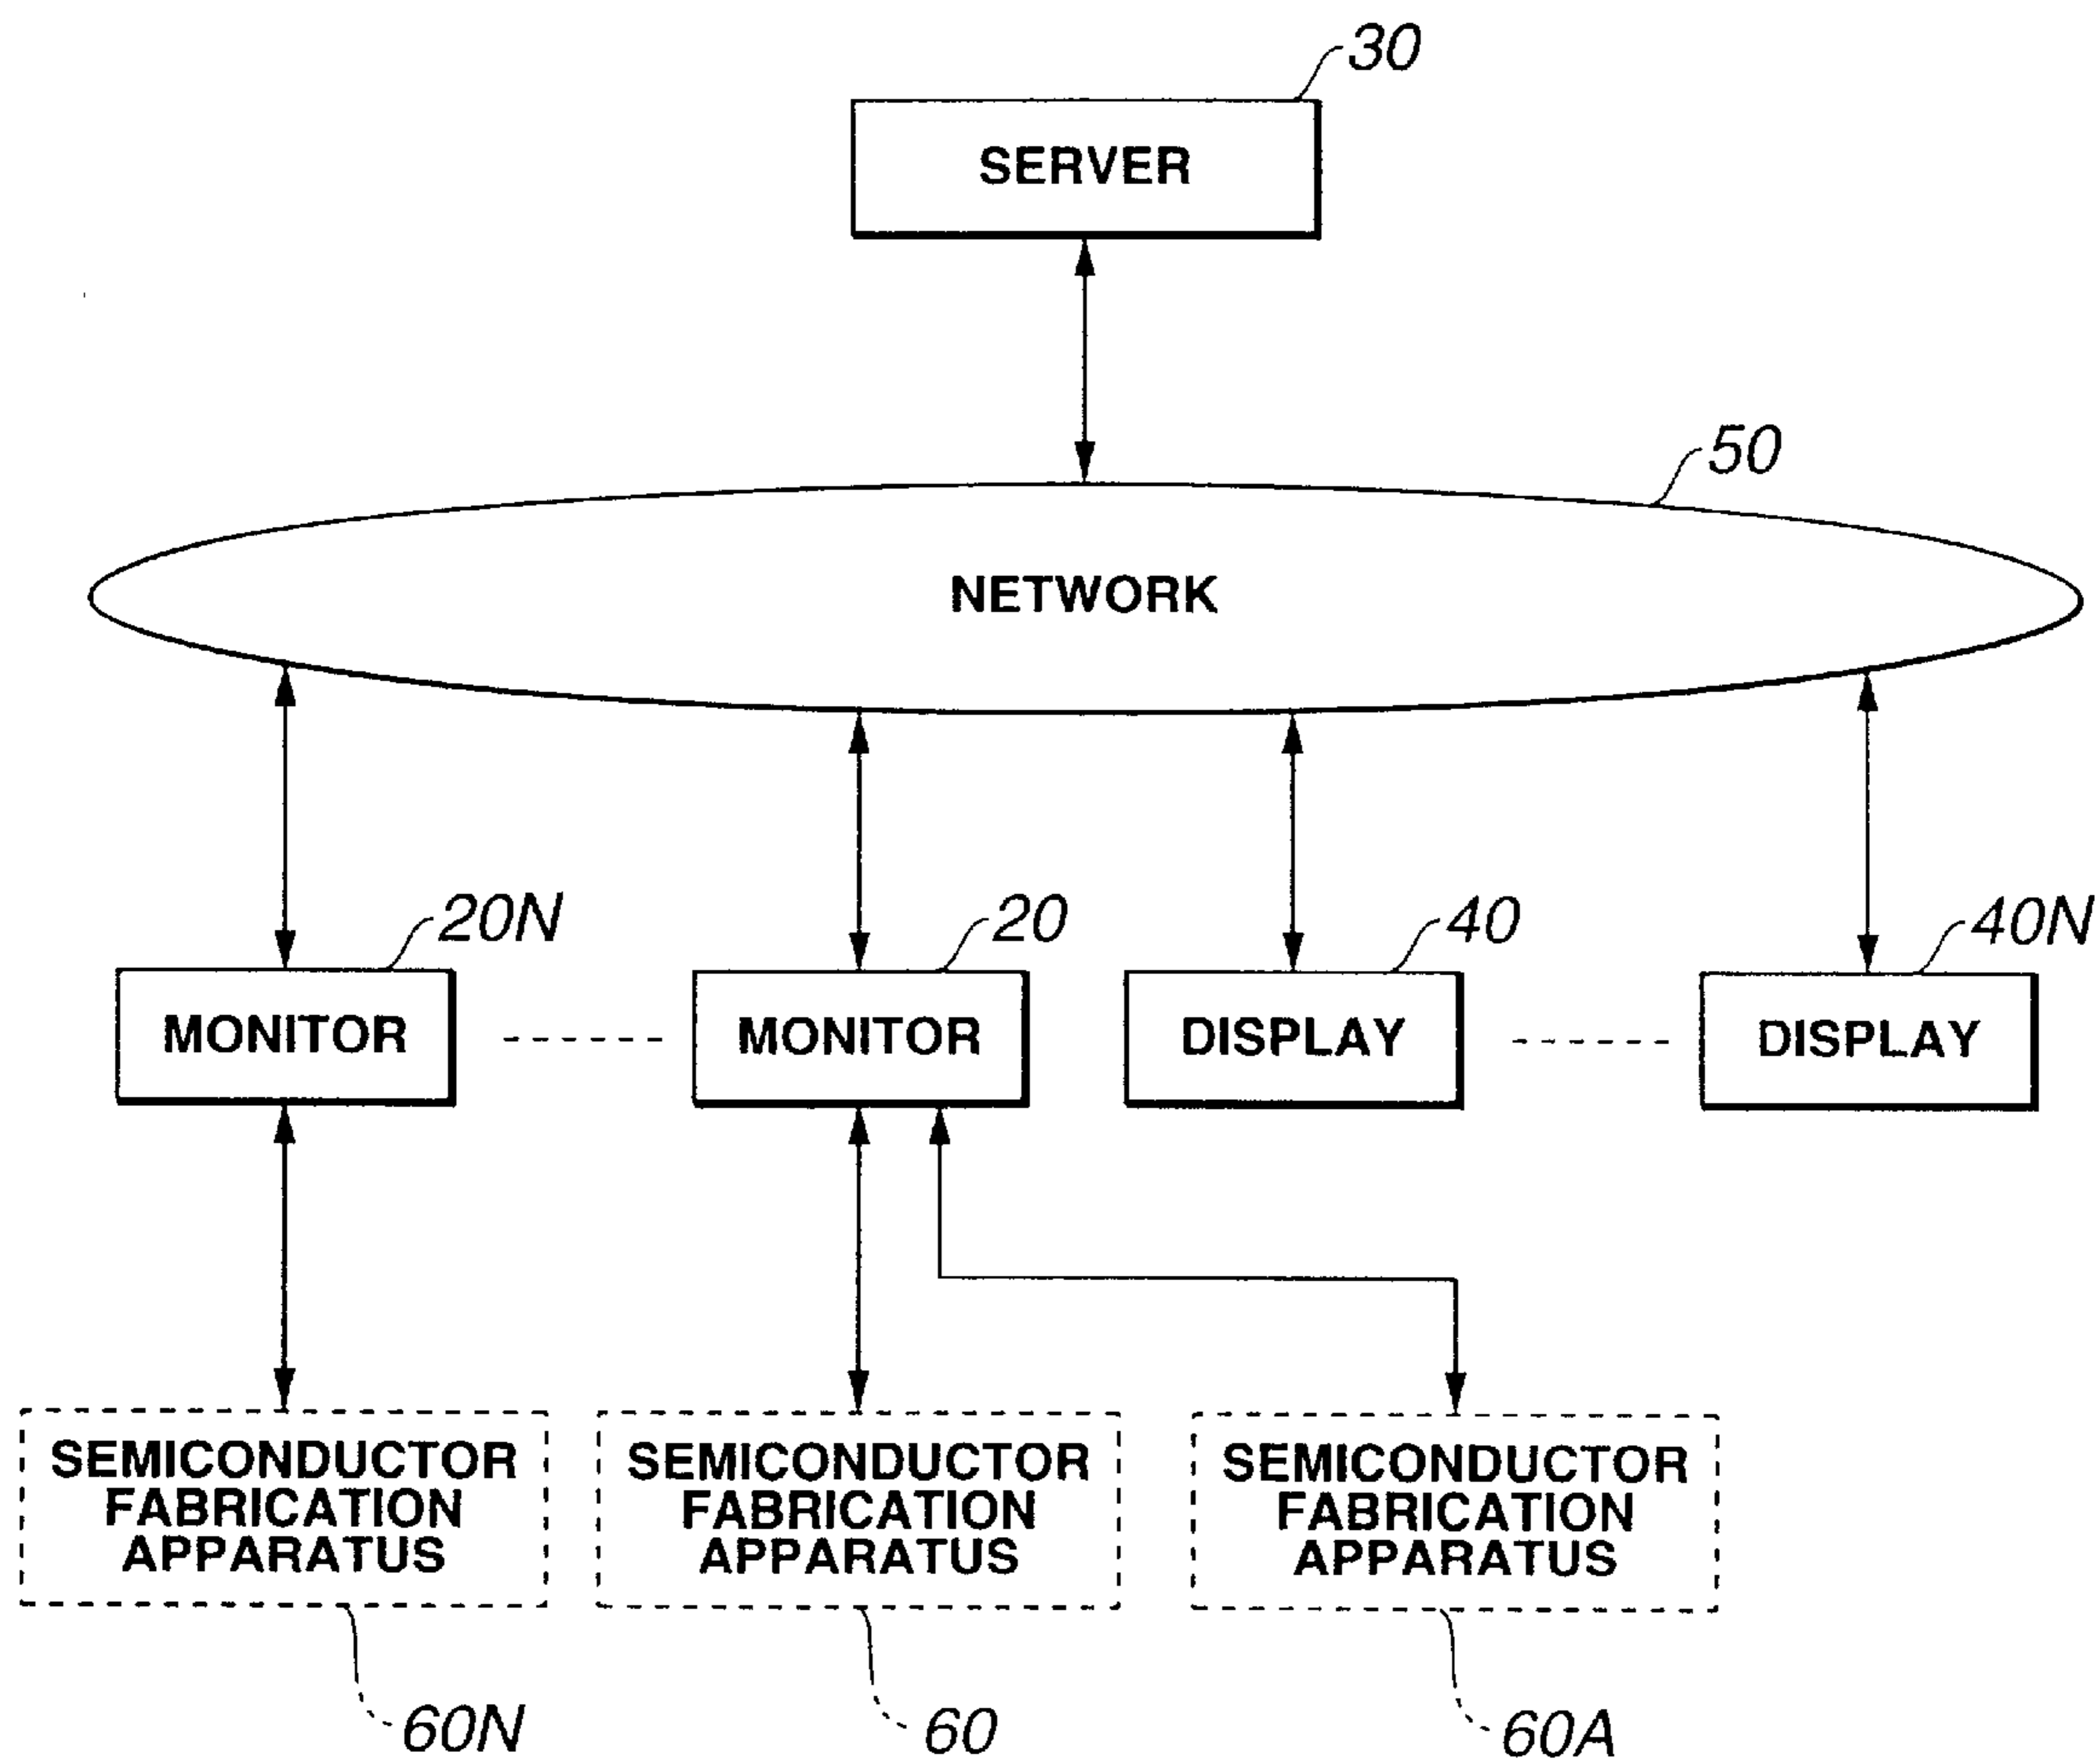 30
SERVER
50
NETWORK
20N
20
40
40N
MONITOR
MONITOR
DISPLAY
DISPLAY
SEMICONDUCTOR
FABRICATION
APPARATUS
SEMICONDUCTOR
FABRICATION
APPARATUS
SEMICONDUCTOR
FABRICATION
APPARATUS
60N
60
60A